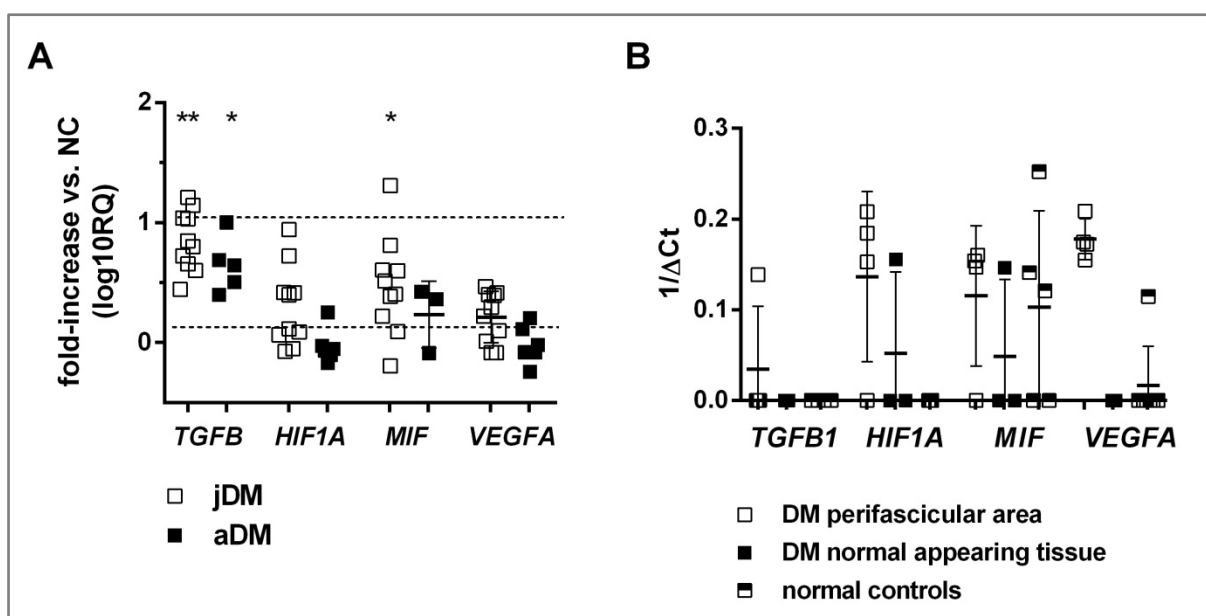 A
fold-increase vs. NC
(log10RQ)
2
1
0
** * *
TGFB HIF1A MIF VEGFA
jDM
aDM
B
1/ΔCt
0.3
0.2
0.1
0.0
TGFB1 HIF1A MIF VEGFA
DM perifascicular area
DM normal appearing tissue
normal controls